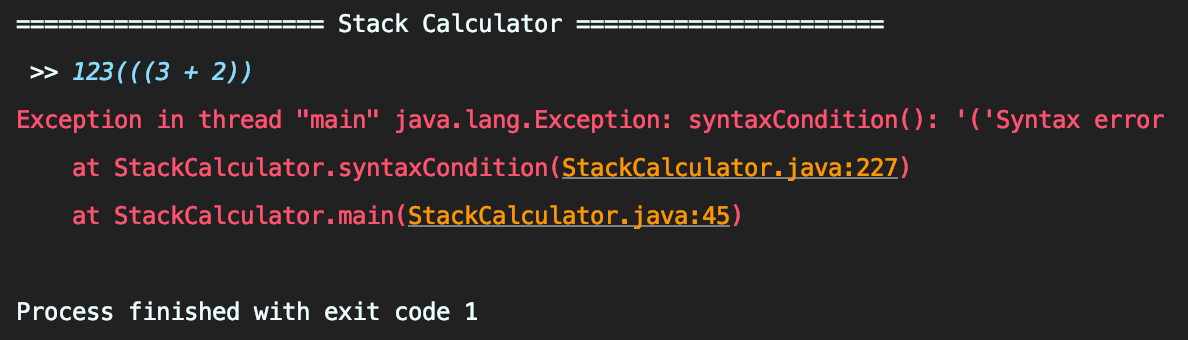 ====================== Stack Calculator ======================
>> 123(((3 + 2))
Exception in thread "main" java.lang.Exception: syntaxCondition(): '('Syntax error
at StackCalculator.syntaxCondition(StackCalculator.java:227)
at StackCalculator.main(StackCalculator.java:45)
Process finished with exit code 1